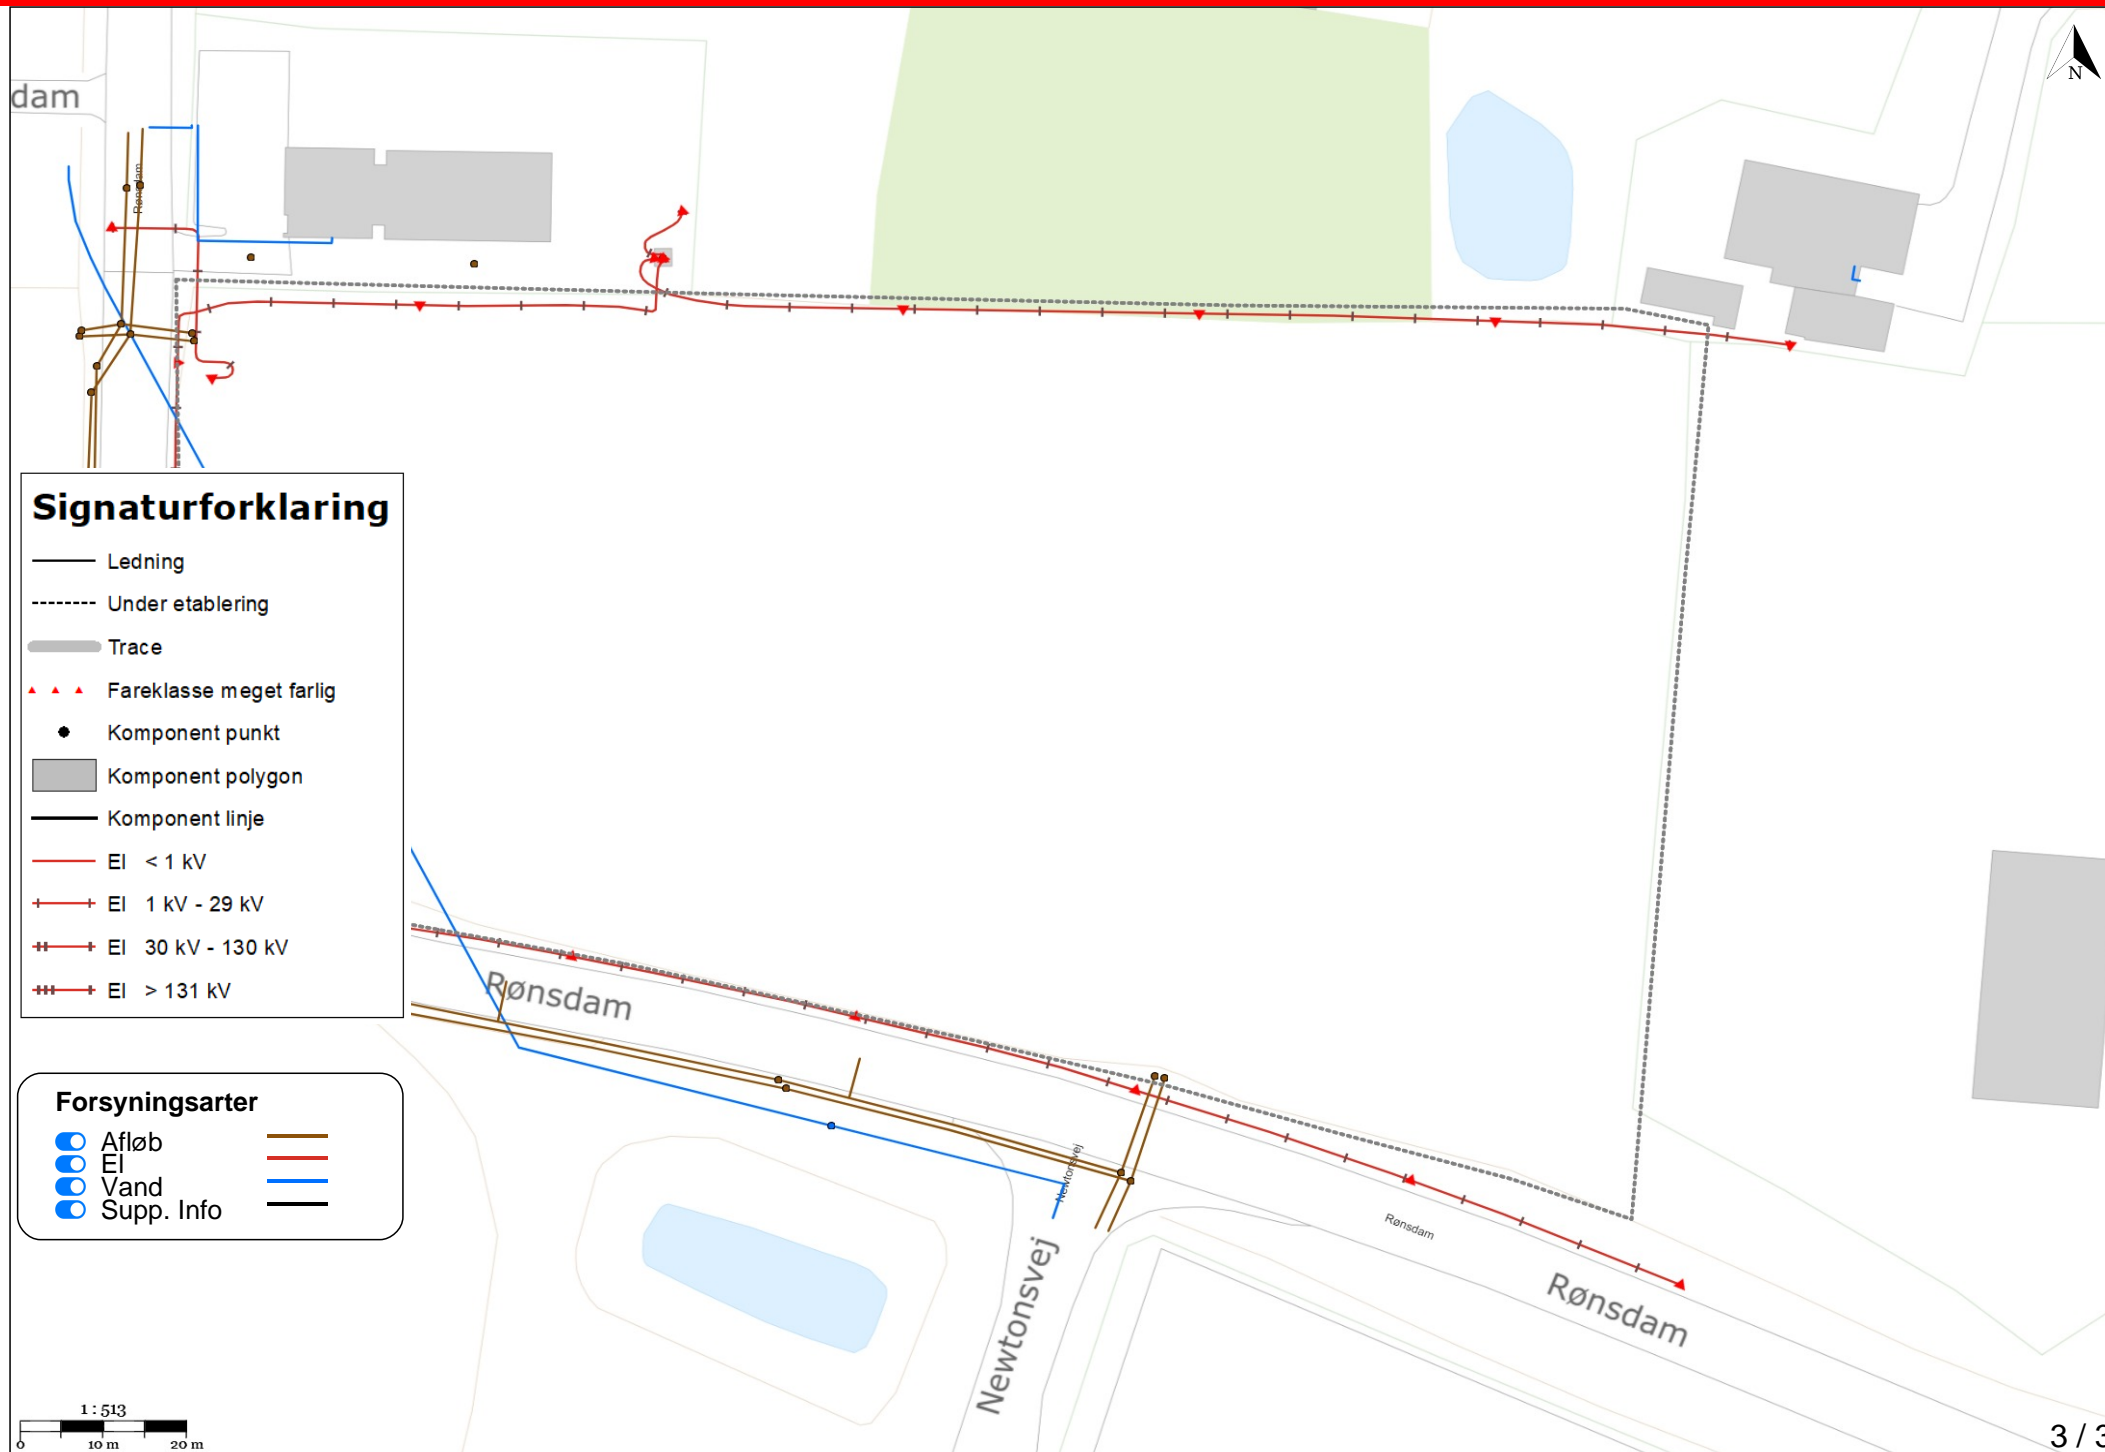 dam
N
Rønsdam
Signaturforklaring
Ledning
Under etablering
Trace
Fareklasse meget farlig
Komponent punkt
Komponent polygon
Komponent linje
El < 1 kV
El 1 kV - 29 kV
El 30 kV - 130 kV
El > 131 kV
Rønsdam
Forsyningsarter
Afløb
El
Vand
Supp. Info
Newtonsvej
Rønsdam
Newtonsvej
Rønsdam
1 : 513
0 10 m 20 m
3 / 3